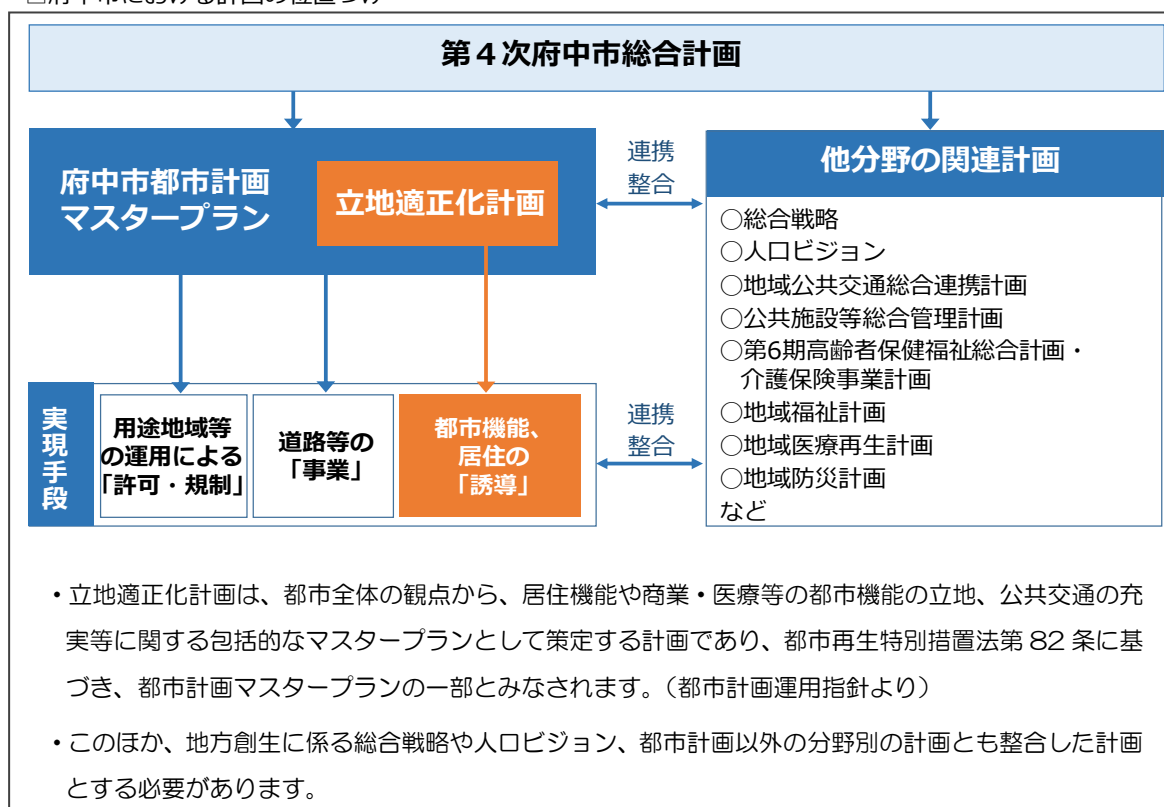 □府中市における計画の位置づけ
第4次府中市総合計画
府中市都市計画
マスタープラン
立地適正化計画
連携
整合
他分野の関連計画
○総合戦略
○人口ビジョン
○地域公共交通総合連携計画
○公共施設等総合管理計画
○第6期高齢者保健福祉総合計画・
介護保険事業計画
○地域福祉計画
○地域医療再生計画
○地域防災計画
など
実現手段
用途地域等
の運用による
「許可・規制」
道路等の
「事業」
都市機能、
居住の
「誘導」
連携
整合
・立地適正化計画は、都市全体の観点から、居住機能や商業・医療等の都市機能の立地、公共交通の充
実等に関する包括的なマスタープランとして策定する計画であり、都市再生特別措置法第 82 条に基
づき、都市計画マスタープランの一部とみなされます。（都市計画運用指針より）
・このほか、地方創生に係る総合戦略や人口ビジョン、都市計画以外の分野別の計画とも整合した計画
とする必要があります。